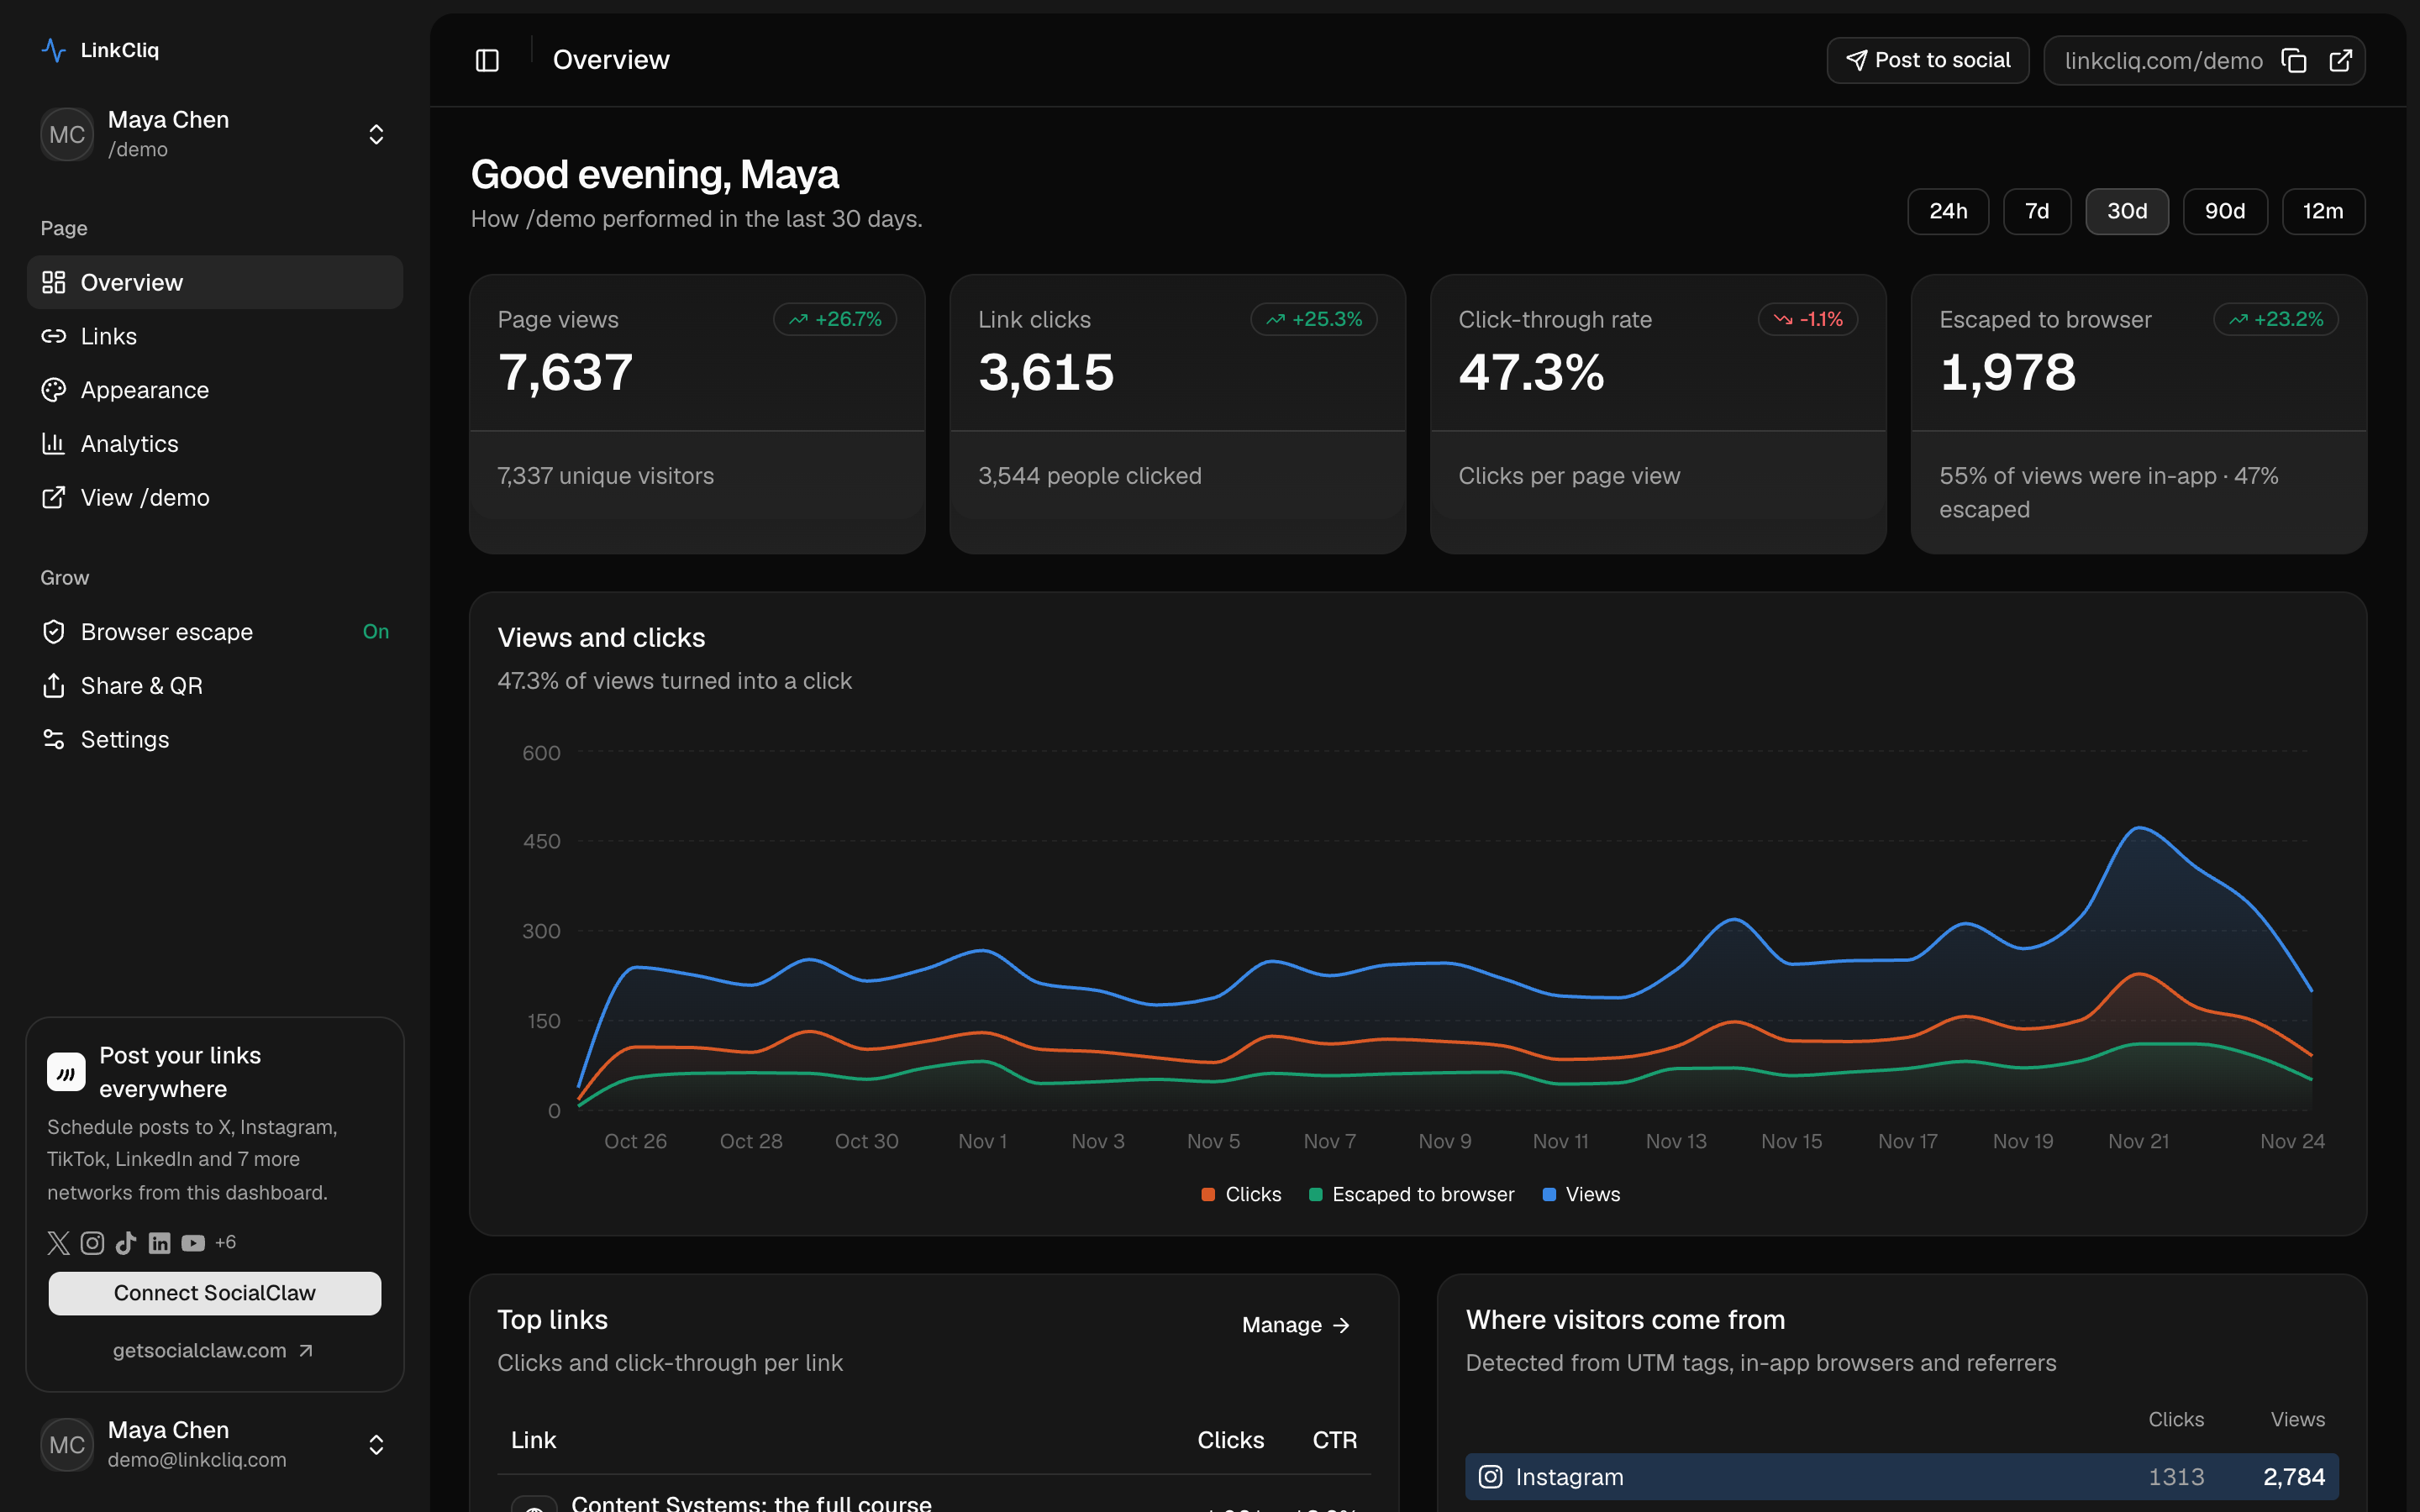 LinkCliq
MC
Maya Chen
/demo
Page
Overview
Links
Appearance
Analytics
View /demo
Grow
Browser escape
On
Share & QR
Settings
Post your links
everywhere
Schedule posts to X, Instagram,
TikTok, LinkedIn and 7 more
networks from this dashboard.
+6
Connect SocialClaw
getsocialclaw.com
MC
Maya Chen
demo@linkcliq.com
Overview
Post to social
linkcliq.com/demo
Good evening, Maya
How /demo performed in the last 30 days.
24h
7d
30d
90d
12m
Page views
+26.7%
7,637
7,337 unique visitors
Link clicks
+25.3%
3,615
3,544 people clicked
Click-through rate
-1.1%
47.3%
Clicks per page view
Escaped to browser
+23.2%
1,978
55% of views were in-app · 47%
escaped
Views and clicks
47.3% of views turned into a click
600
450
300
150
0
Oct 26 Oct 28 Oct 30 Nov 1 Nov 3 Nov 5 Nov 7 Nov 9 Nov 11 Nov 13 Nov 15 Nov 17 Nov 19 Nov 21 Nov 24
Clicks Escaped to browser Views
Top links
Manage
Clicks and click-through per link
Link Clicks CTR
Content Systems: the full course
Where visitors come from
Detected from UTM tags, in-app browsers and referrers
Clicks Views
Instagram 1313 2,784